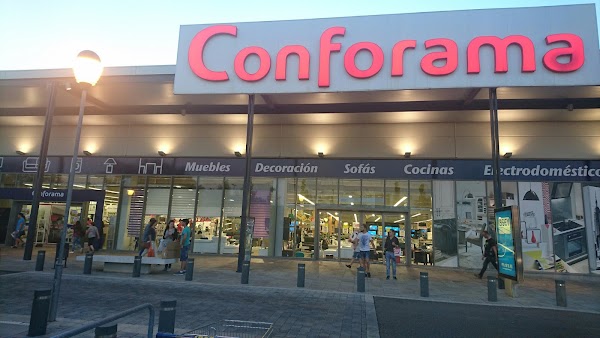 Conforama
Muebles Decoración Sofás Cocinas Electrodomésticos
Conforama